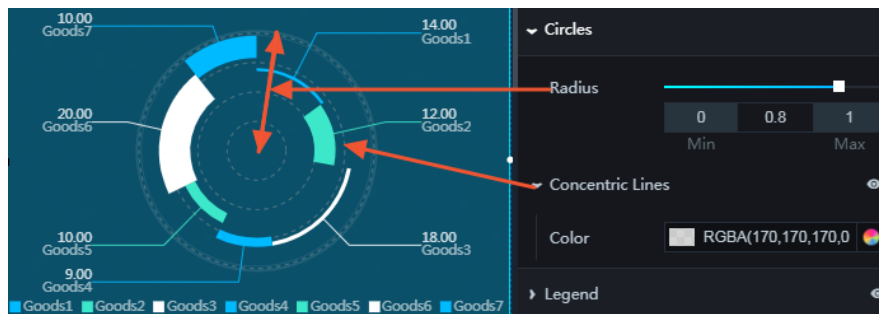 10.00
Goods7
14.00
Goods1
20.00
Goods6
12.00
Goods2
10.00
Goods5
18.00
Goods3
9.00
Goods4
Goods1 Goods2 Goods3 Goods4 Goods5 Goods6 Goods7
Circles
Radius
0 0.8 1
Min Max
Concentric Lines
Color RGBA(170,170,170,0
Legend